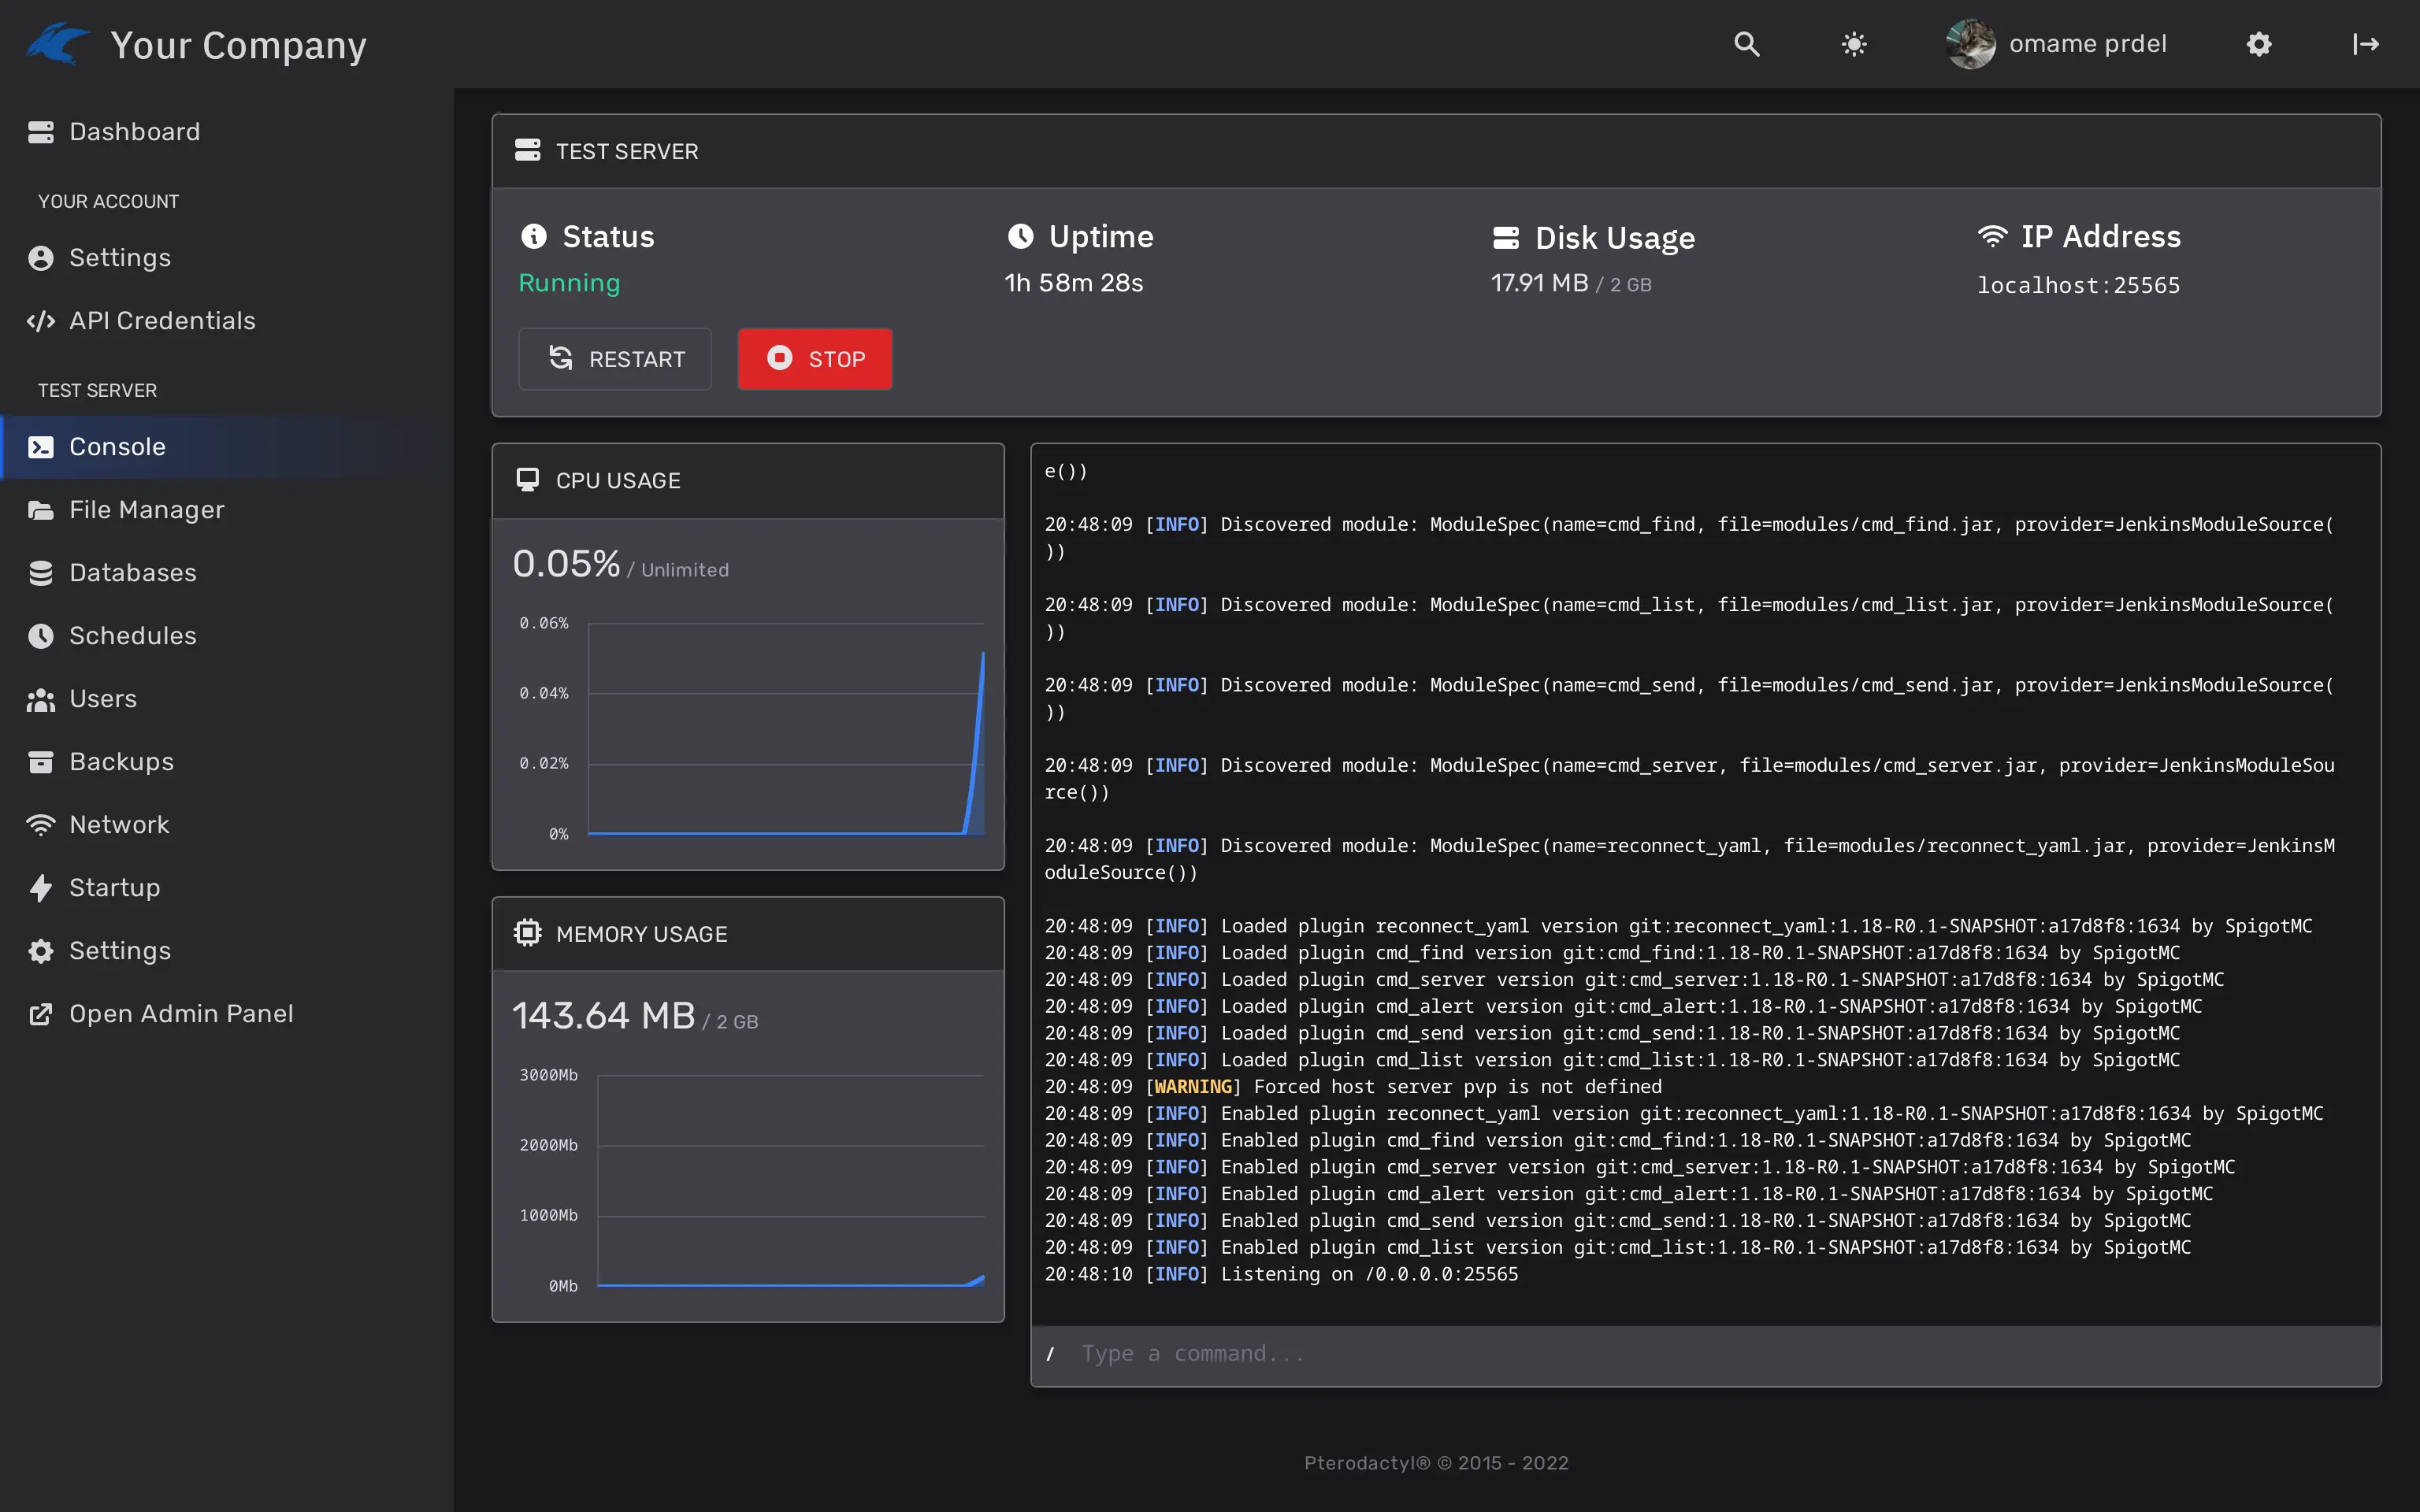 Your Company
omame prdel
Dashboard
YOUR ACCOUNT
Settings
API Credentials
TEST SERVER
Console
File Manager
Databases
Schedules
Users
Backups
Network
Startup
Settings
Open Admin Panel
TEST SERVER
Status
Running
Uptime
1h 58m 28s
Disk Usage
17.91 MB / 2 GB
IP Address
localhost:25565
RESTART
STOP
CPU USAGE
0.05% / Unlimited
0.06%
0.04%
0.02%
0%
MEMORY USAGE
143.64 MB / 2 GB
3000Mb
2000Mb
1000Mb
0Mb
e())
20:48:09 [INFO] Discovered module: ModuleSpec(name=cmd_find, file=modules/cmd_find.jar, provider=JenkinsModuleSource(
))
20:48:09 [INFO] Discovered module: ModuleSpec(name=cmd_list, file=modules/cmd_list.jar, provider=JenkinsModuleSource(
))
20:48:09 [INFO] Discovered module: ModuleSpec(name=cmd_send, file=modules/cmd_send.jar, provider=JenkinsModuleSource(
))
20:48:09 [INFO] Discovered module: ModuleSpec(name=cmd_server, file=modules/cmd_server.jar, provider=JenkinsModuleSou
rce())
20:48:09 [INFO] Discovered module: ModuleSpec(name=reconnect_yaml, file=modules/reconnect_yaml.jar, provider=JenkinsM
oduleSource())
20:48:09 [INFO] Loaded plugin reconnect_yaml version git:reconnect_yaml:1.18-R0.1-SNAPSHOT:a17d8f8:1634 by SpigotMC
20:48:09 [INFO] Loaded plugin cmd_find version git:cmd_find:1.18-R0.1-SNAPSHOT:a17d8f8:1634 by SpigotMC
20:48:09 [INFO] Loaded plugin cmd_server version git:cmd_server:1.18-R0.1-SNAPSHOT:a17d8f8:1634 by SpigotMC
20:48:09 [INFO] Loaded plugin cmd_alert version git:cmd_alert:1.18-R0.1-SNAPSHOT:a17d8f8:1634 by SpigotMC
20:48:09 [INFO] Loaded plugin cmd_send version git:cmd_send:1.18-R0.1-SNAPSHOT:a17d8f8:1634 by SpigotMC
20:48:09 [INFO] Loaded plugin cmd_list version git:cmd_list:1.18-R0.1-SNAPSHOT:a17d8f8:1634 by SpigotMC
20:48:09 [WARNING] Forced host server pvp is not defined
20:48:09 [INFO] Enabled plugin reconnect_yaml version git:reconnect_yaml:1.18-R0.1-SNAPSHOT:a17d8f8:1634 by SpigotMC
20:48:09 [INFO] Enabled plugin cmd_find version git:cmd_find:1.18-R0.1-SNAPSHOT:a17d8f8:1634 by SpigotMC
20:48:09 [INFO] Enabled plugin cmd_server version git:cmd_server:1.18-R0.1-SNAPSHOT:a17d8f8:1634 by SpigotMC
20:48:09 [INFO] Enabled plugin cmd_alert version git:cmd_alert:1.18-R0.1-SNAPSHOT:a17d8f8:1634 by SpigotMC
20:48:09 [INFO] Enabled plugin cmd_send version git:cmd_send:1.18-R0.1-SNAPSHOT:a17d8f8:1634 by SpigotMC
20:48:09 [INFO] Enabled plugin cmd_list version git:cmd_list:1.18-R0.1-SNAPSHOT:a17d8f8:1634 by SpigotMC
20:48:10 [INFO] Listening on /0.0.0.0:25565
/ Type a command...
Pterodactyl® © 2015 - 2022